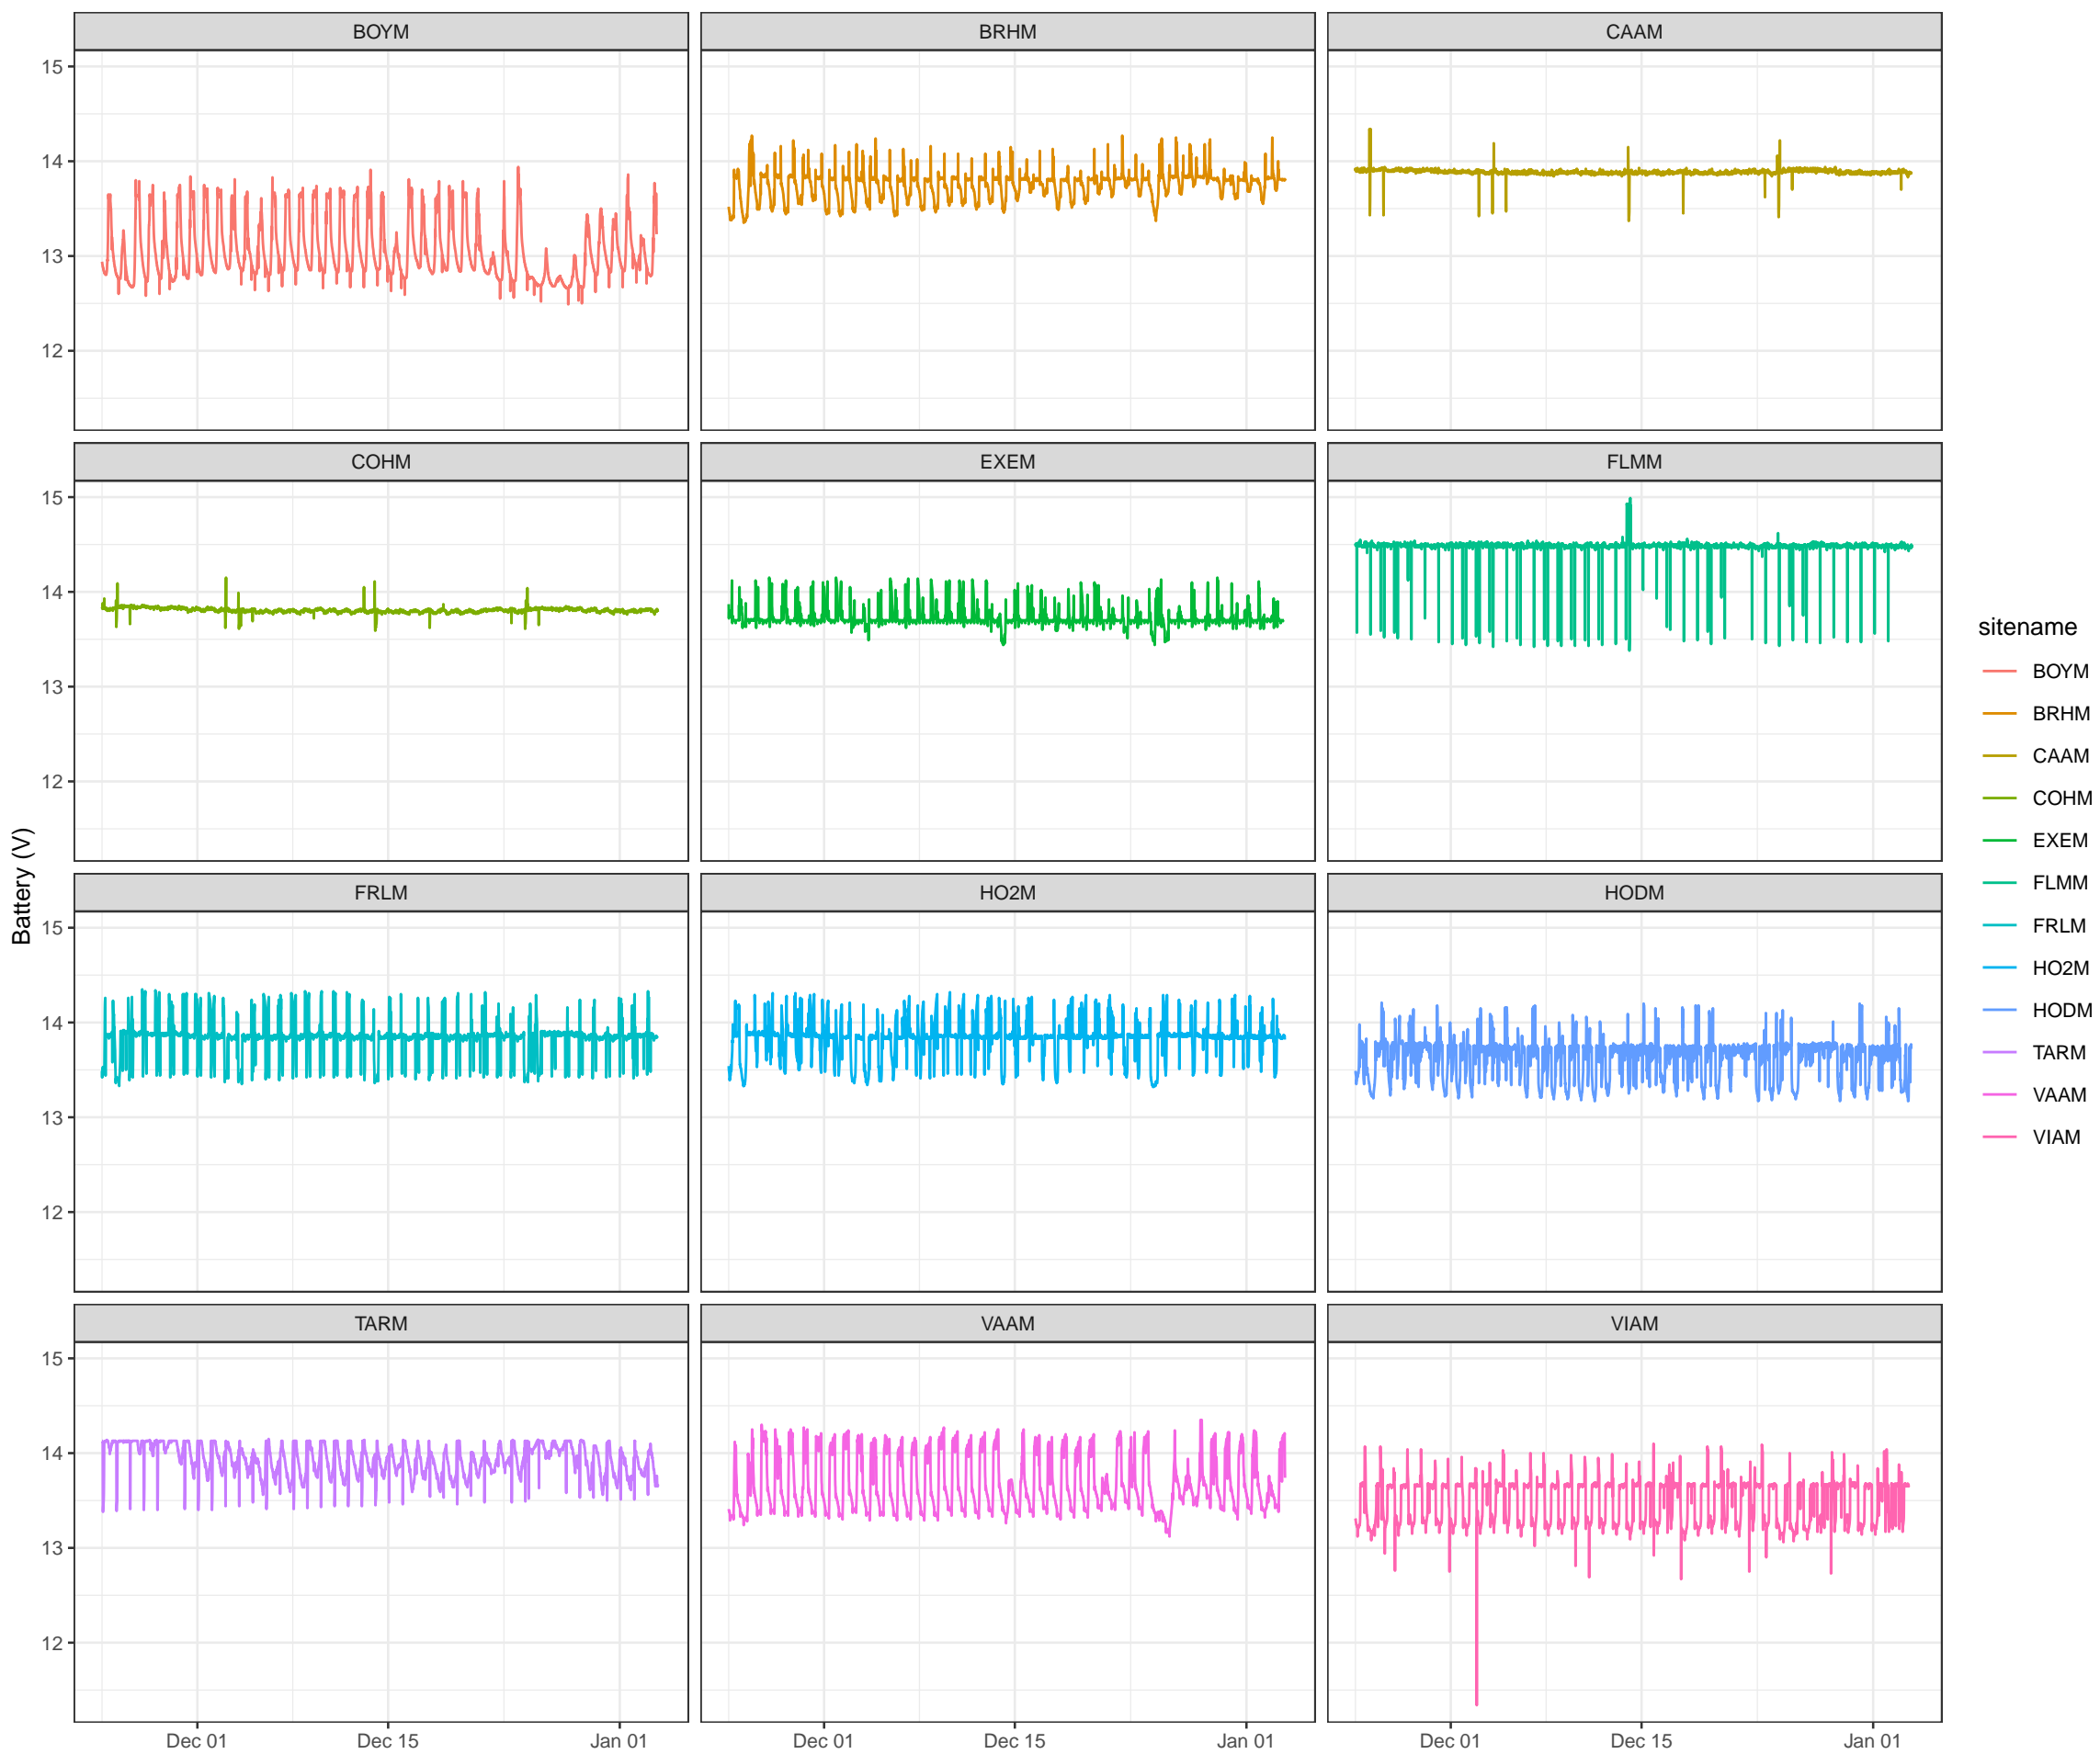 BOYM
BRHM
CAAM
15
14
13
12
COHM
EXEM
FLMM
15
14
13
12
FRLM
HO2M
HODM
15
14
13
12
TARM
VAAM
VIAM
15
14
13
12
Dec 01
Dec 15
Jan 01
Dec 01
Dec 15
Jan 01
Dec 01
Dec 15
Jan 01
Battery (V)
sitename
BOYM
BRHM
CAAM
COHM
EXEM
FLMM
FRLM
HO2M
HODM
TARM
VAAM
VIAM